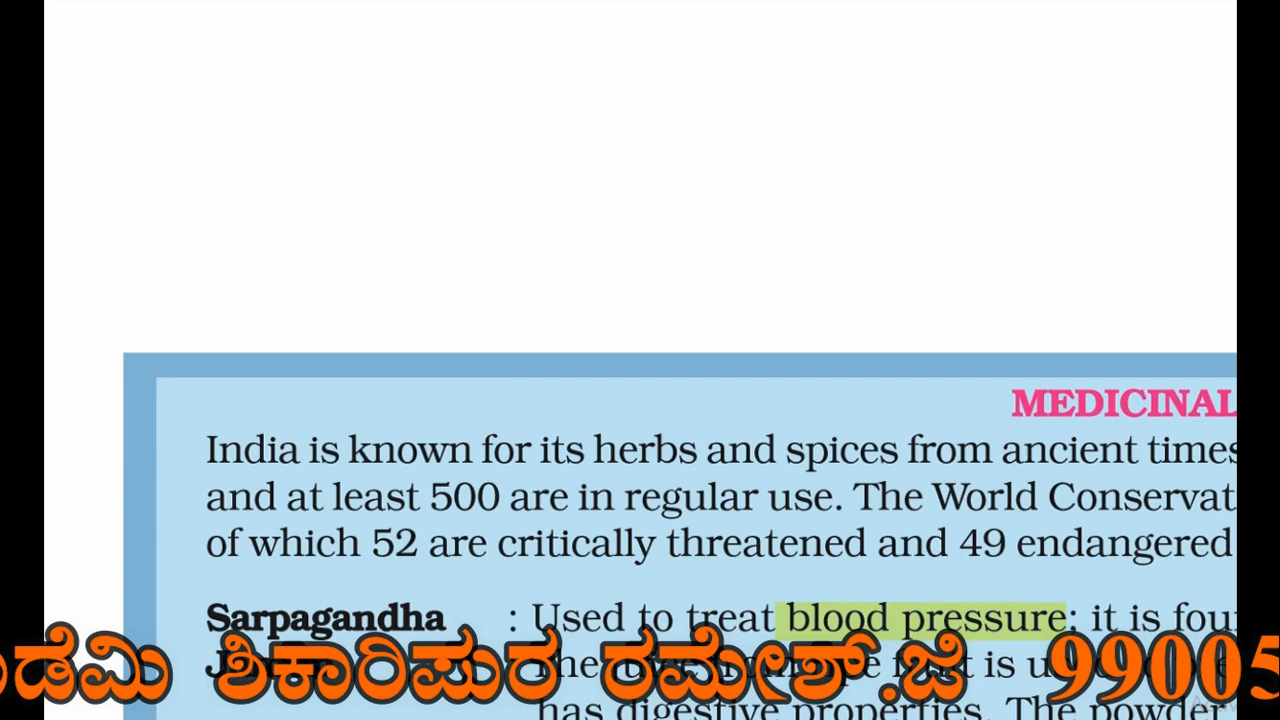 MEDICINAL
India is known for its herbs and spices from ancient times
and at least 500 are in regular use. The World Conservat
of which 52 are critically threatened and 49 endangered
Sarpagandha : Used to treat blood pressure; it is fou
ಡೆಮಿ ಶಿಕಾರಿಪುರ ರಮೇಶ್.ಜಿ 99005
has digestive properties. The powder